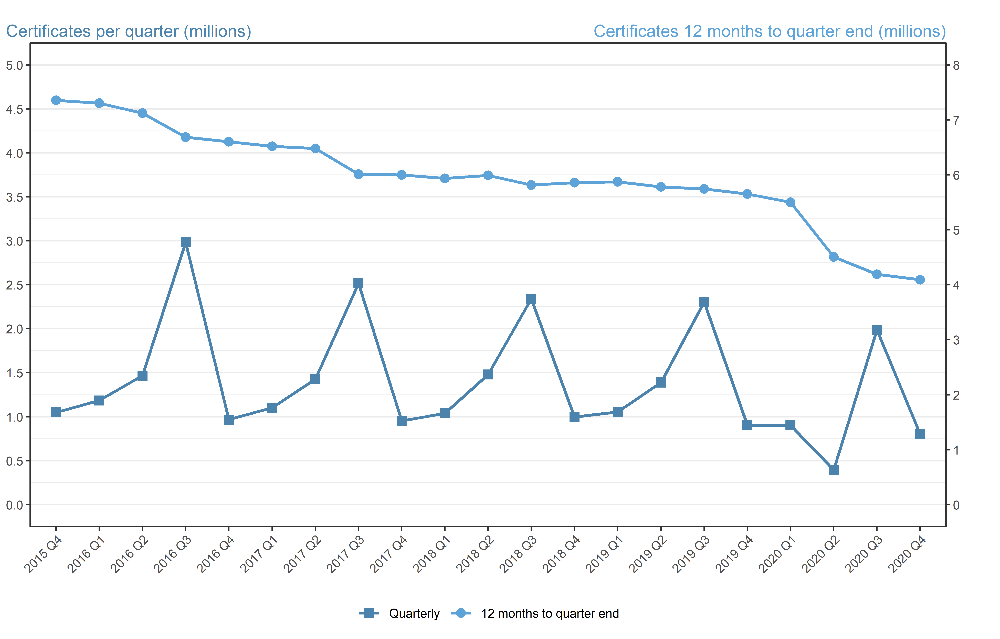 Certificates per quarter (millions)
Certificates 12 months to quarter end (millions)
5.0
4.5
4.0
3.5
3.0
2.5
2.0
1.5
1.0
0.5
0.0
8
7
6
5
4
3
2
1
0
2015 Q4
2016 Q1
2016 Q2
2016 Q3
2016 Q4
2017 Q1
2017 Q2
2017 Q3
2017 Q4
2018 Q1
2018 Q2
2018 Q3
2018 Q4
2019 Q1
2019 Q2
2019 Q3
2019 Q4
2020 Q1
2020 Q2
2020 Q3
2020 Q4
Quarterly
12 months to quarter end